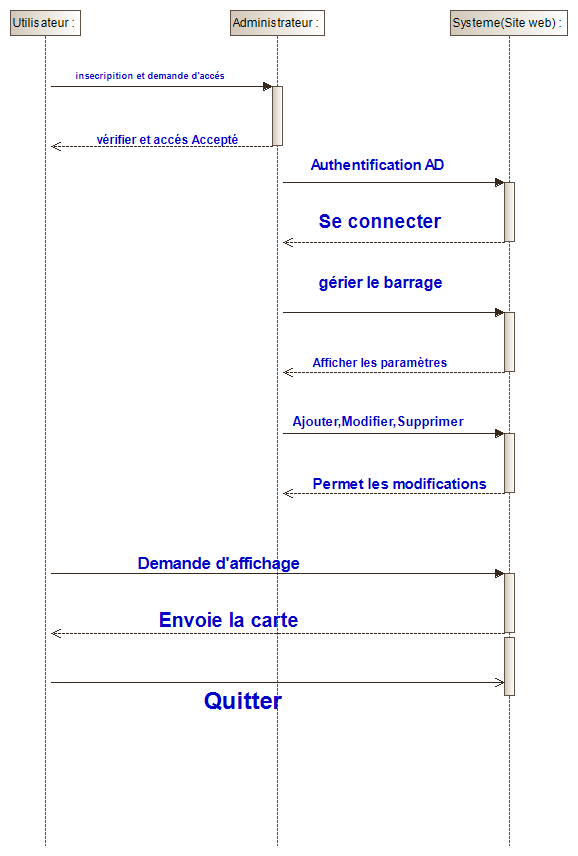 Utilisateur :
Administrateur :
Systeme(Site web) :
insecripition et demande d'accés
vérifier et accés Accepté
Authentification AD
Se connecter
gérier le barrage
Afficher les paramètres
Ajouter,Modifier,Supprimer
Permet les modifications
Demande d'affichage
Envoie la carte
Quitter